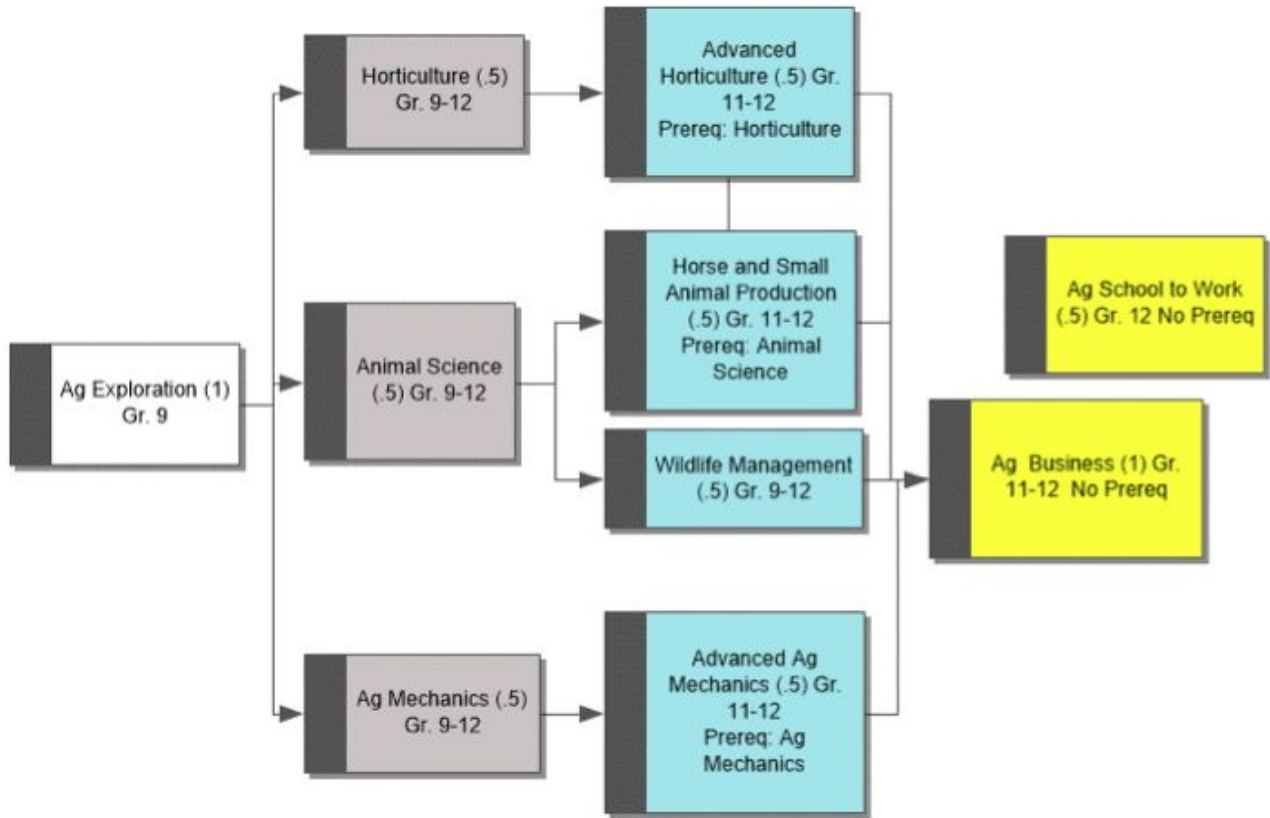 Horticulture (.5)
Gr. 9-12
Advanced
Horticulture (.5) Gr.
11-12
Prereq: Horticulture
Ag Exploration (1)
Gr. 9
Animal Science
(.5) Gr. 9-12
Horse and Small
Animal Production
(.5) Gr. 11-12
Prereq: Animal
Science
Wildlife Management
(.5) Gr. 9-12
Ag School to Work
(.5) Gr. 12 No Prereq
Ag Business (1) Gr.
11-12 No Prereq
Ag Mechanics (.5)
Gr. 9-12
Advanced Ag
Mechanics (.5) Gr.
11-12
Prereq: Ag
Mechanics